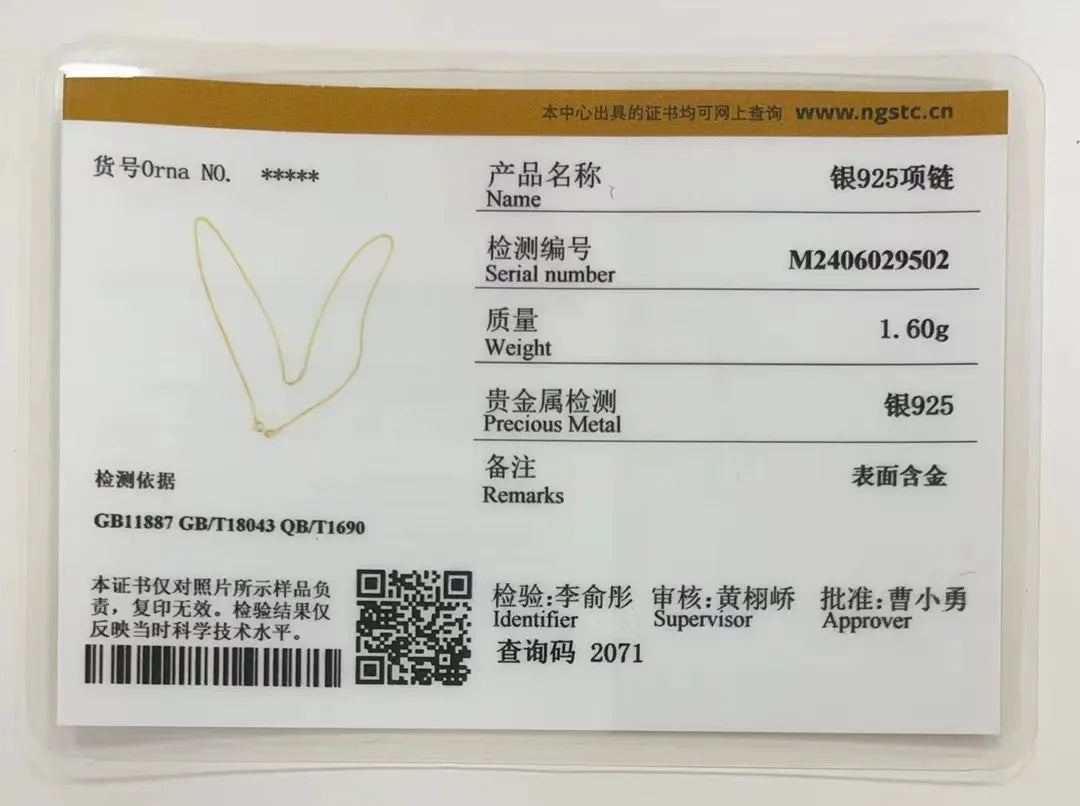 本中心出具的证书均可网上查询 www.ngstc.cn
货号Orna NO. *****
产品名称 银925项链
Name
检测编号 M2406029502
Serial number
质量 1.60g
Weight
贵金属检测 银925
Precious Metal
备注 表面含金
Remarks
检测依据
GB11887 GB/T18043 QB/T1690
本证书仅对照片所示样品负
责，复印无效。检验结果仅
反映当时科学技术水平。
检验:李俞彤 审核:黄栩峤 批准:曹小勇
Identifier Supervisor Approver
查询码 2071